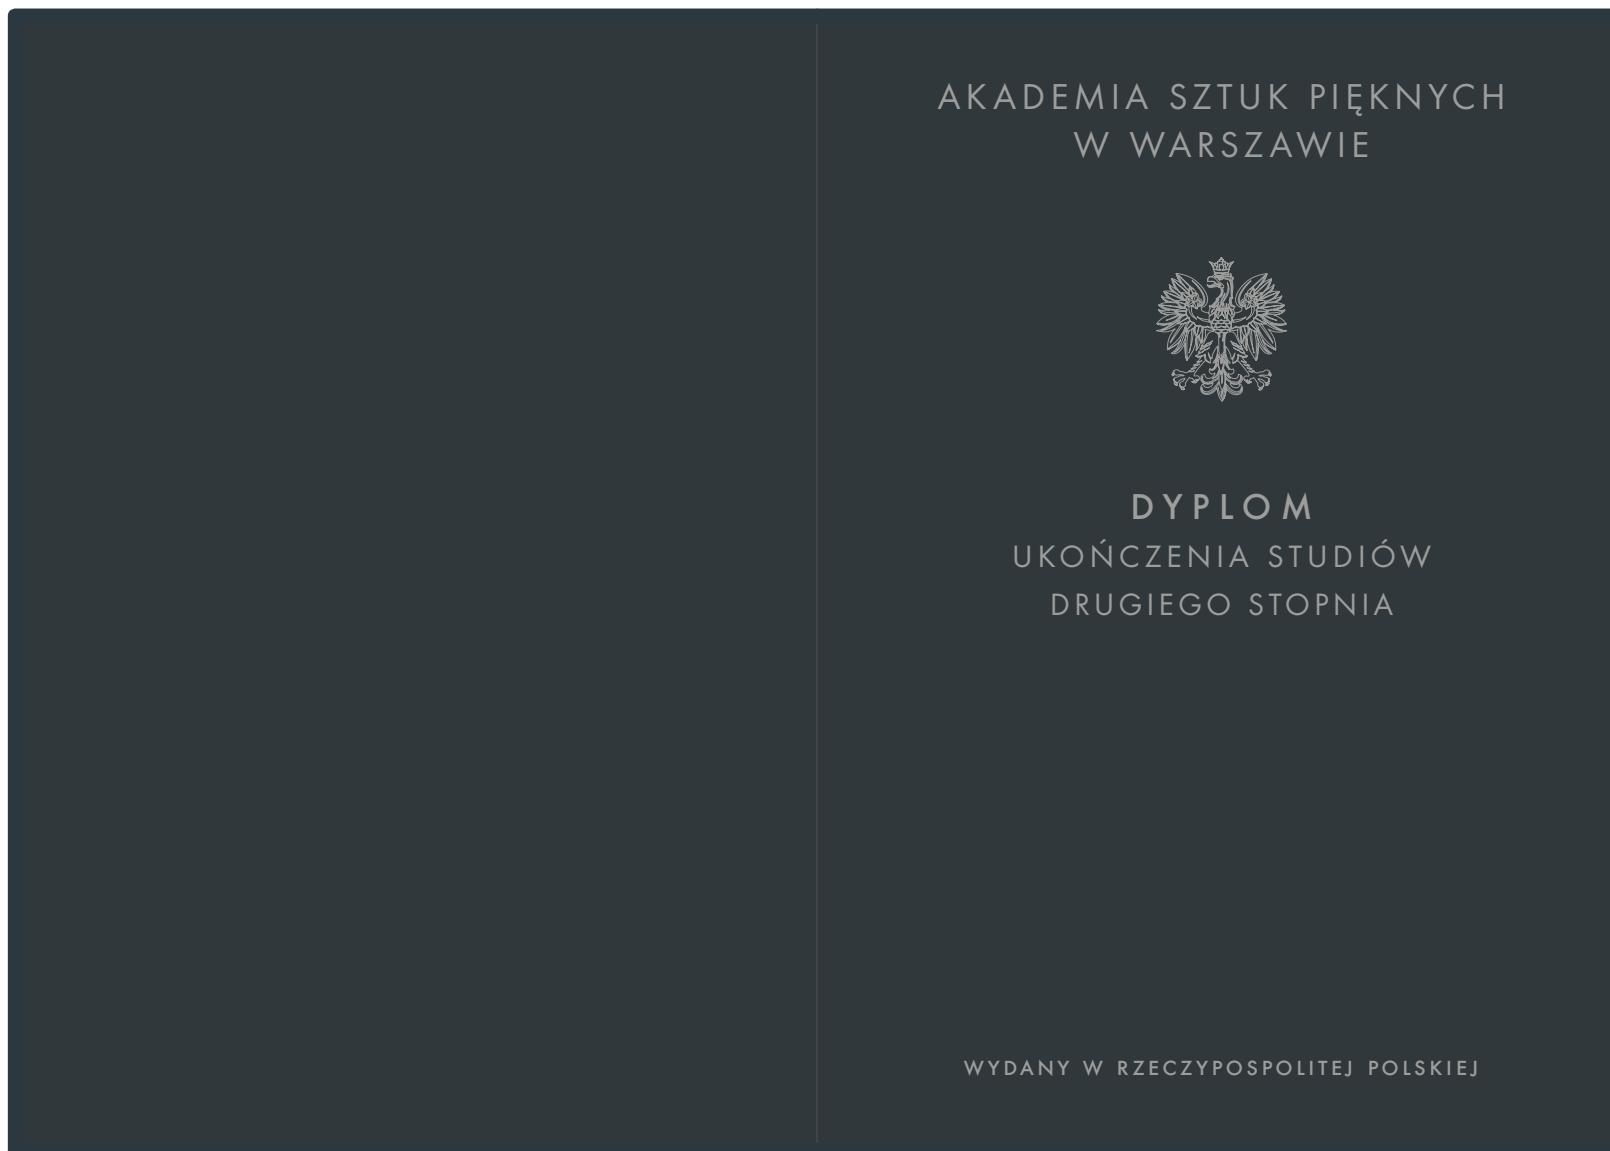 AKADEMIA SZTUK PIĘKNYCH
W WARSZAWIE
DYPLOM
UKOŃCZENIA STUDIÓW
DRUGIEGO STOPNIA
WYDANY W RZECZYPOSPOLITEJ POLSKIEJ